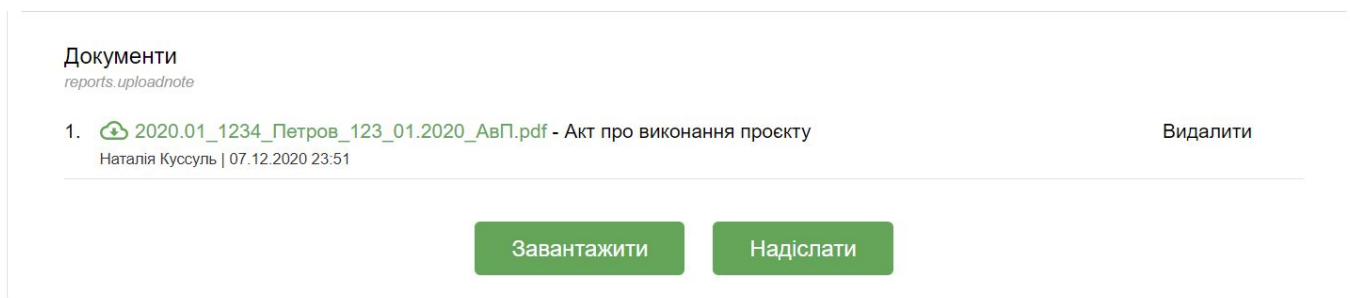 Документи
reports.uploadnote
1. 2020.01_1234_Петров_123_01.2020_АвП.pdf - Акт про виконання проєкту Видалити
Наталія Куссуль | 07.12.2020 23:51
Завантажити Надіслати